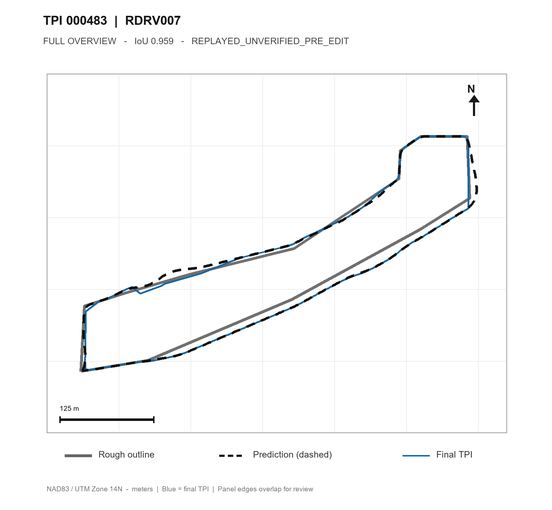 TPI 000483 | RDRV007
FULL OVERVIEW - IoU 0.959 - REPLAYED_UNVERIFIED_PRE_EDIT
N
125 m
Rough outline Prediction (dashed) Final TPI
NAD83 / UTM Zone 14N - meters | Blue = final TPI | Panel edges overlap for review